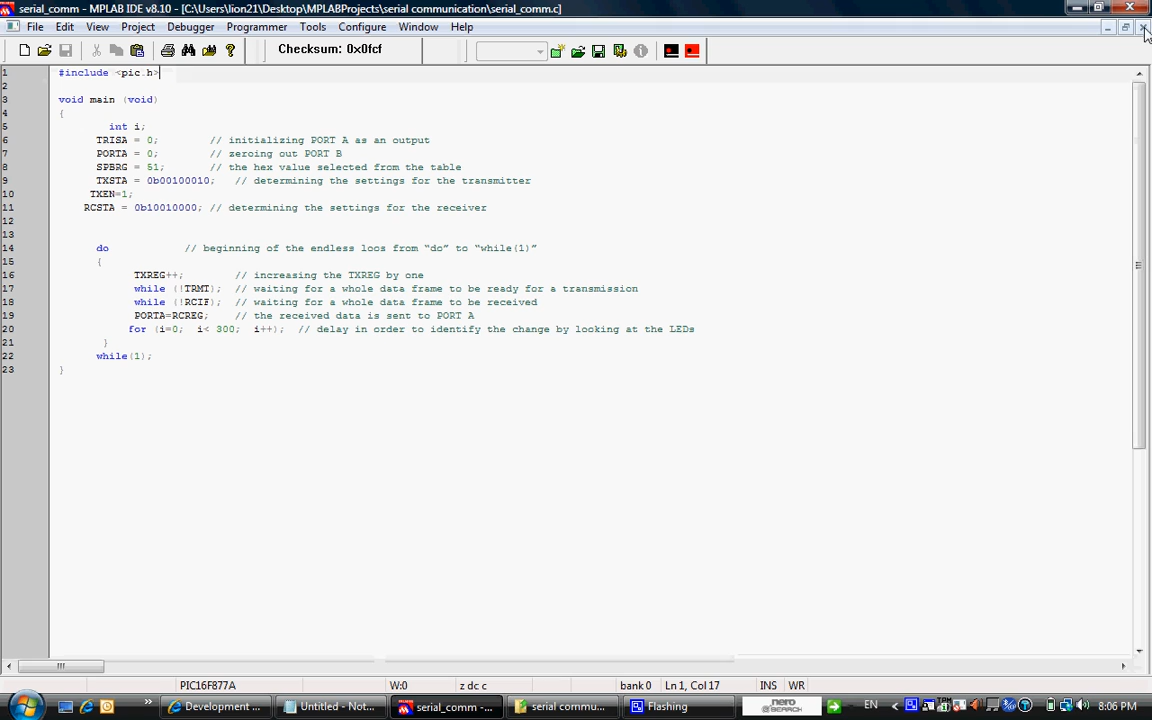 serial_comm - MPLAB IDE v8.10 - [C:\Users\lion21\Desktop\MPLABProjects\serial communication\serial_comm.c]
File Edit View Project Debugger Programmer Tools Configure Window Help
Checksum: 0x0fcf
1 #include <pic.h>
2
3 void main (void)
4 {
5 int i;
6 TRISA = 0; // initializing PORT A as an output
7 PORTA = 0; // zeroing out PORT B
8 SPBRG = 51; // the hex value selected from the table
9 TXSTA = 0b00100010; // determining the settings for the transmitter
10 TXEN=1;
11 RCSTA = 0b10010000; // determining the settings for the receiver
12
13
14 do // beginning of the endless loos from “do” to “while(1)”
15 {
16 TXREG++; // increasing the TXREG by one
17 while (!TRMT); // waiting for a whole data frame to be ready for a transmission
18 while (!RCIF); // waiting for a whole data frame to be received
19 PORTA=RCREG; // the received data is sent to PORT A
20 for (i=0; i< 300; i++); // delay in order to identify the change by looking at the LEDs
21 }
22 while(1);
23 }
PIC16F877A W:0 z dc c bank 0 Ln 1, Col 17 INS WR
Development ... Untitled - Not... serial_comm -... serial commu... Flashing nero SEARCH EN 8:06 PM